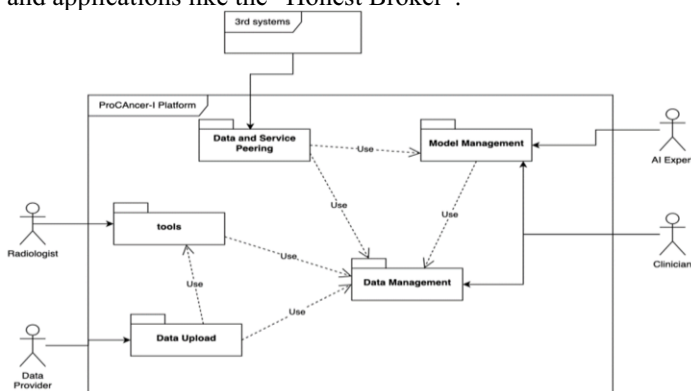 and applications like the "Honest Broker".
3rd systems
ProCAncer-I Platform
Data and Service
Peering
Use
Model Management
AI Exper
Use
Use
Radiologist
tools
Use
Clinician
Data Management
Use
Use
Data Upload
Data
Provider